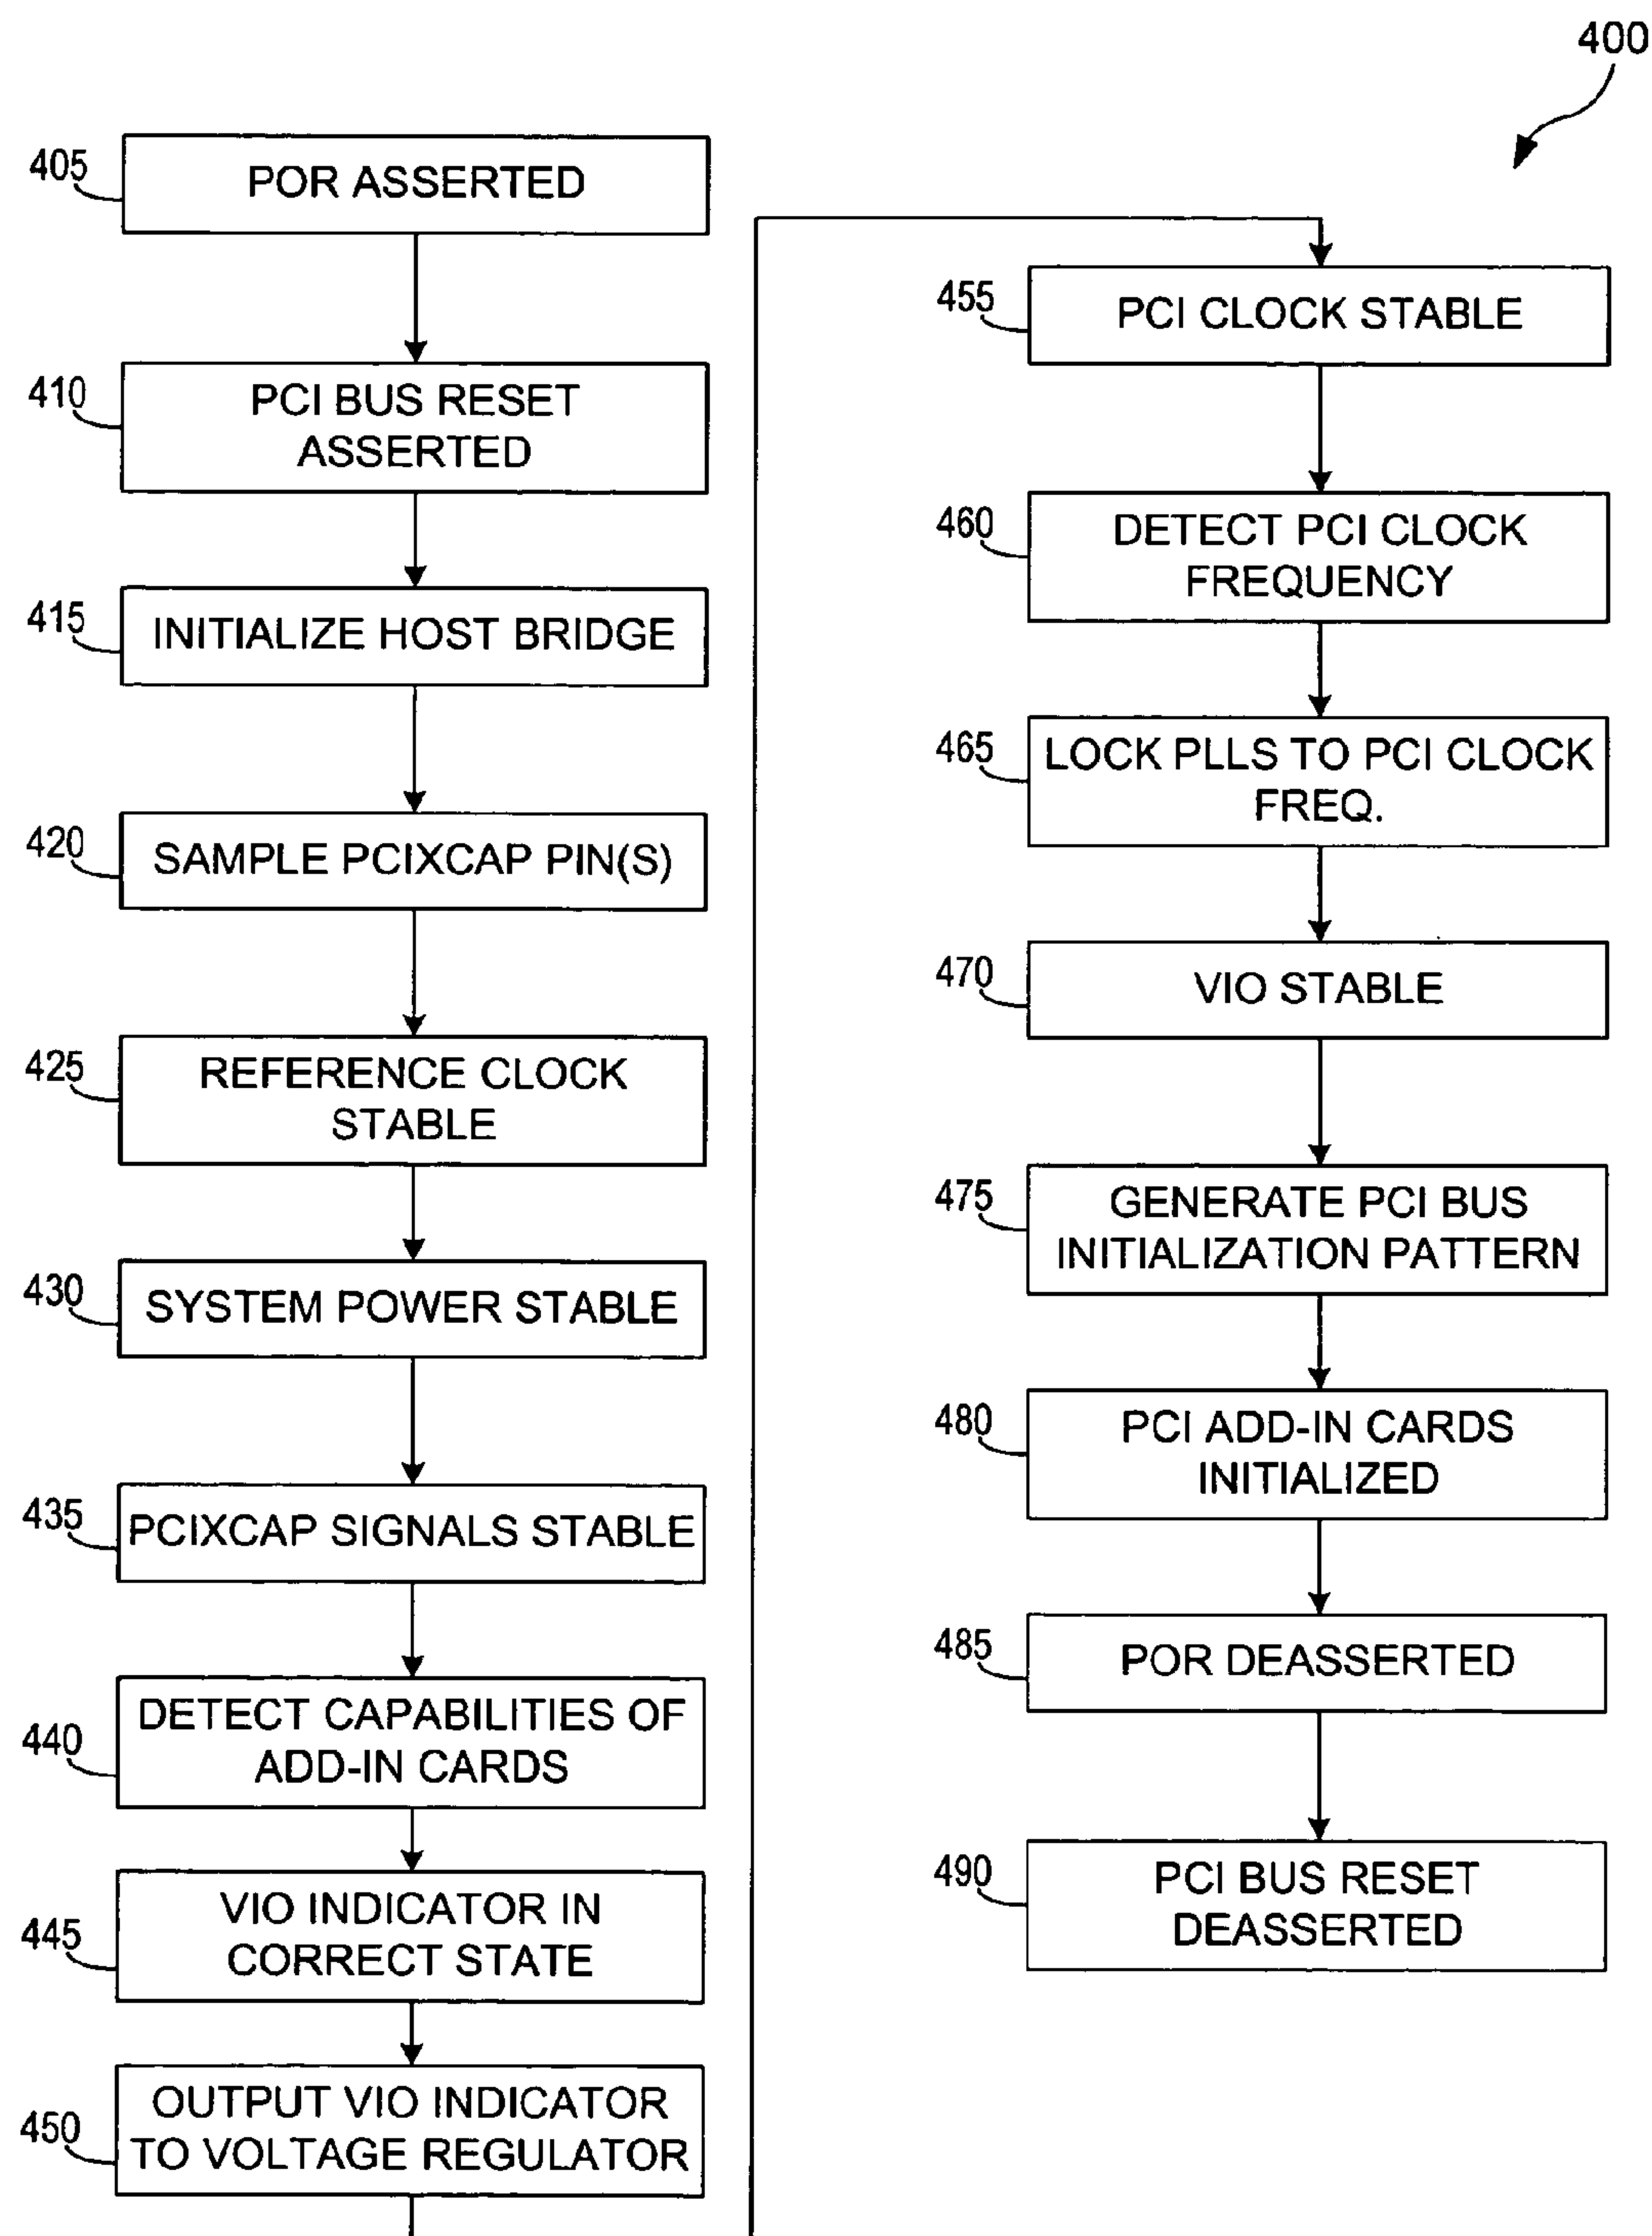 400
405
POR ASSERTED
410
PCI BUS RESET
ASSERTED
415
INITIALIZE HOST BRIDGE
420
SAMPLE PCIXCAP PIN(S)
425
REFERENCE CLOCK
STABLE
430
SYSTEM POWER STABLE
435
PCIXCAP SIGNALS STABLE
440
DETECT CAPABILITIES OF
ADD-IN CARDS
445
VIO INDICATOR IN
CORRECT STATE
450
OUTPUT VIO INDICATOR
TO VOLTAGE REGULATOR
455
PCI CLOCK STABLE
460
DETECT PCI CLOCK
FREQUENCY
465
LOCK PLLS TO PCI CLOCK
FREQ.
470
VIO STABLE
475
GENERATE PCI BUS
INITIALIZATION PATTERN
480
PCI ADD-IN CARDS
INITIALIZED
485
POR DEASSERTED
490
PCI BUS RESET
DEASSERTED